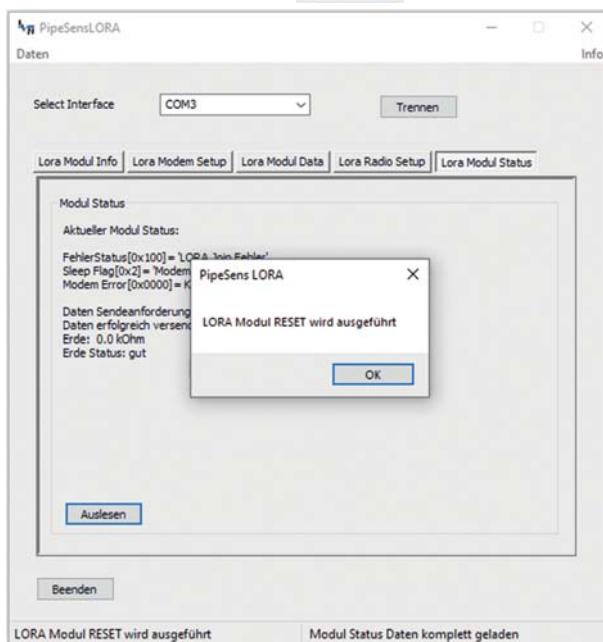 PipeSensLORA
Daten Info
Select Interface COM3 Trennen
Lora Modul Info Lora Modem Setup Lora Modul Data Lora Radio Setup Lora Modul Status
Modul Status
Aktueller Modul Status:
FehlerStatus[0x100] = 'LORA Join Fehler'
Sleep Flag[0x2] = 'Modem
Modem Error[0x0000] = K
Daten Sendeanforderung
Daten erfolgreich versend
Erde: 0.0 kOhm
Erde Status: gut
PipeSens LORA
LORA Modul RESET wird ausgeführt
OK
Auslesen
Beenden
LORA Modul RESET wird ausgeführt Modul Status Daten komplett geladen